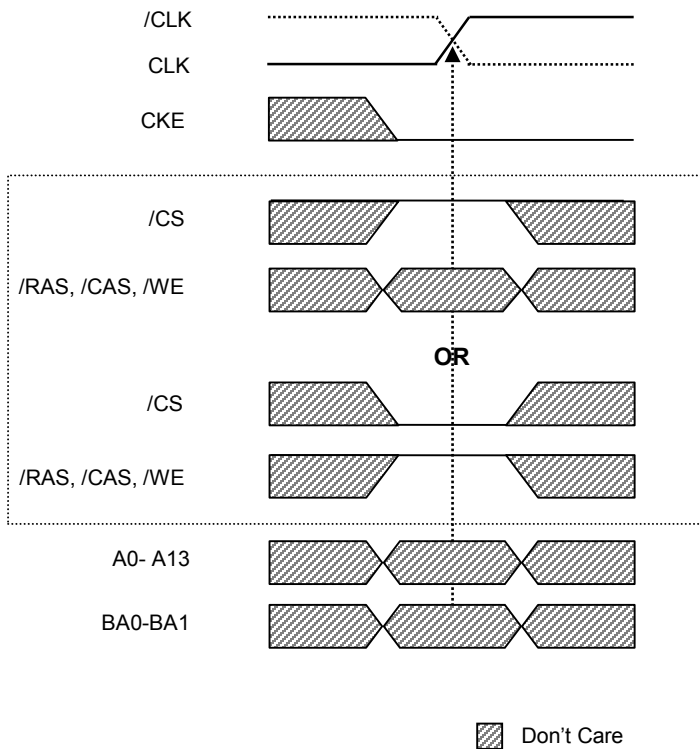 /CLK
CLK
CKE
/CS
/RAS, /CAS, /WE
OR
/CS
/RAS, /CAS, /WE
A0- A13
BA0-BA1
Don't Care